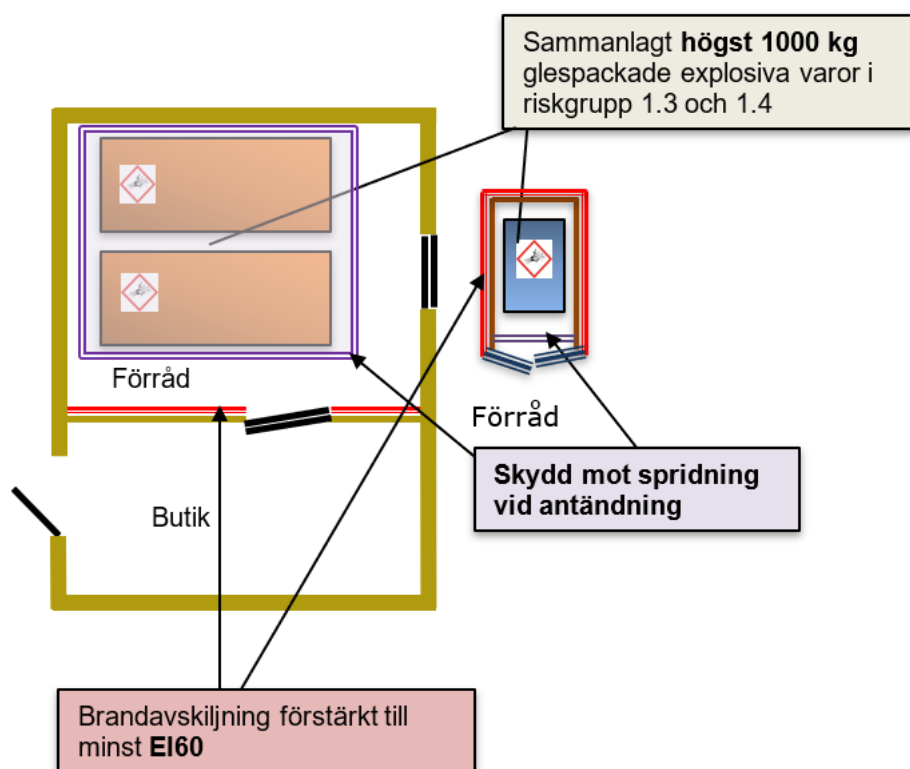 Sammanlagt högst 1000 kg
glespackade explosiva varor i
riskgrupp 1.3 och 1.4
Förråd
Förråd
Skydd mot spridning
vid antändning
Butik
Brandavskiljning förstärkt till
minst EI60